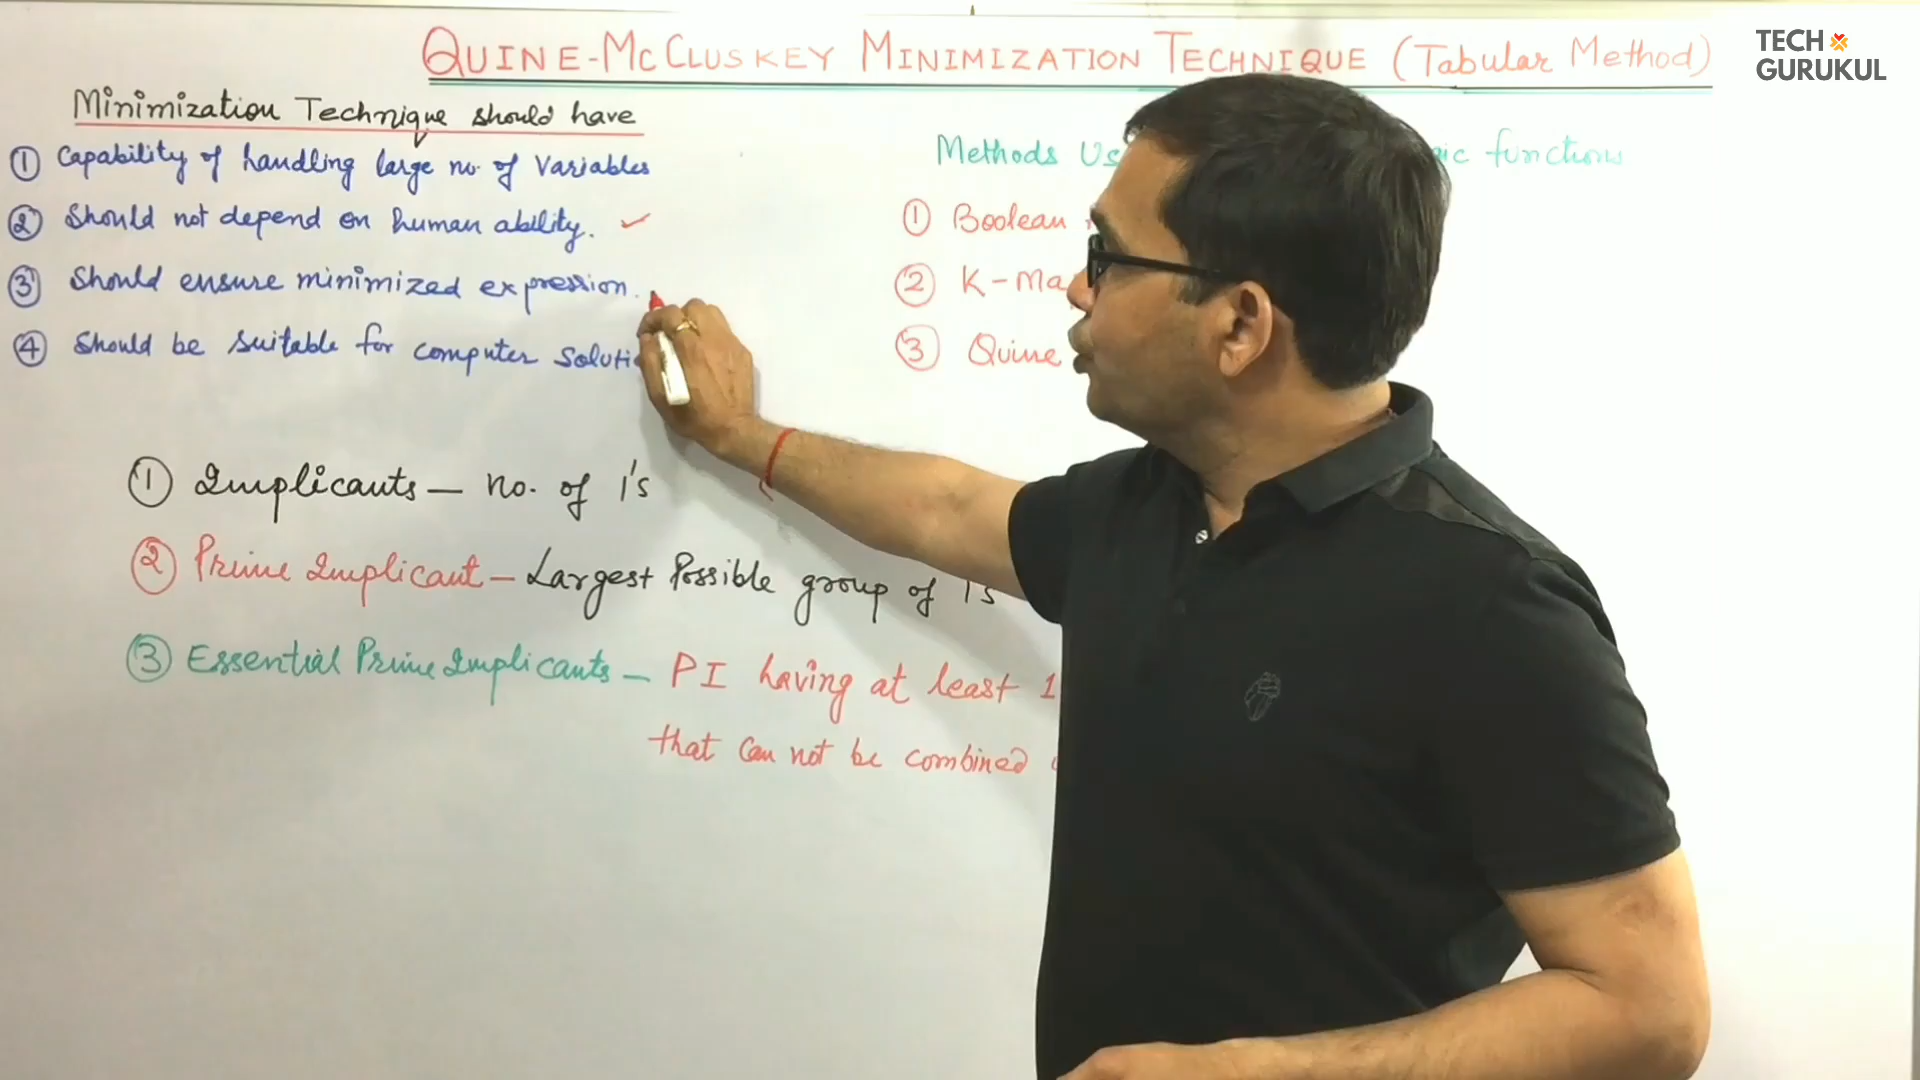 QUINE-McCLUSKEY MINIMIZATION TECHNIQUE (Tabular Method)
TECH
GURUKUL
Minimization Technique should have
① Capability of handling large no. of Variables
② Should not depend on human ability. ✓
③ Should ensure minimized expression.
④ Should be suitable for computer
Methods functions
① Boolean
② K-Ma
③ Quine
① Implicants – no. of 1's
② Prime Implicant – Largest Possible group of 1's
③ Essential Prime Implicants – PI having at least 1
that can not be combined